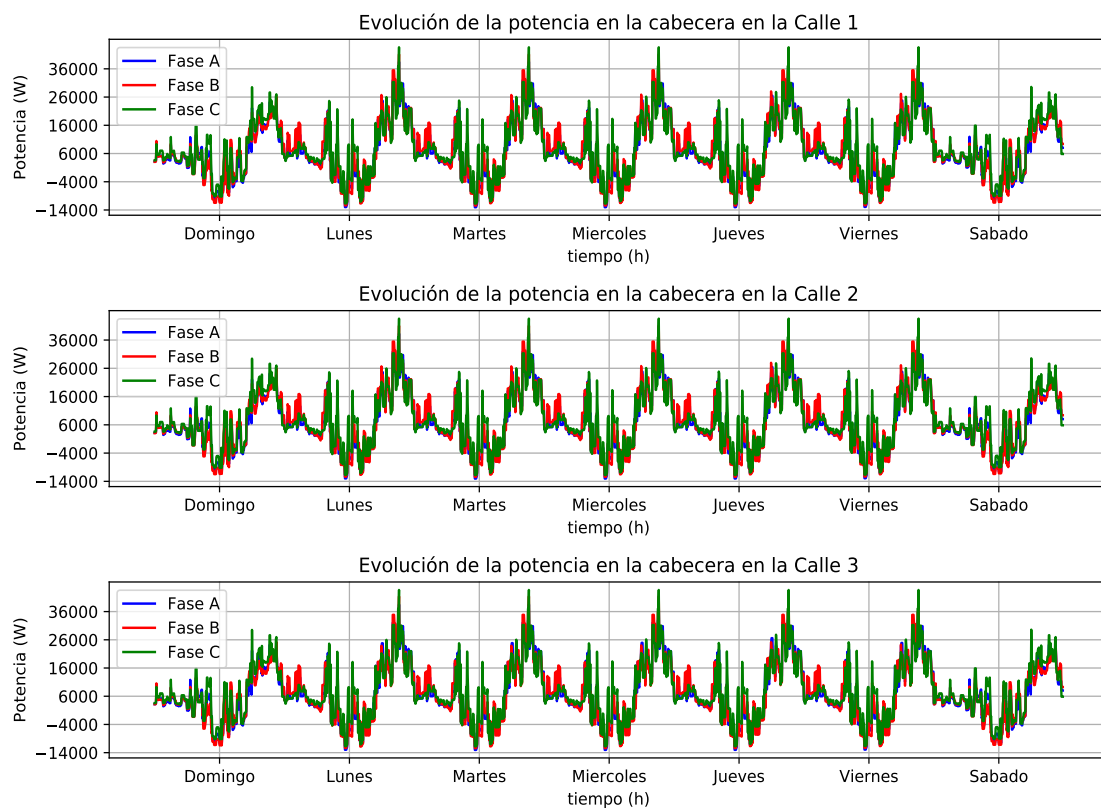 Evolución de la potencia en la cabecera en la Calle 1
Potencia (W)
36000
26000
16000
6000
−4000
−14000
Fase A
Fase B
Fase C
Domingo Lunes Martes Miercoles Jueves Viernes Sabado
tiempo (h)
Evolución de la potencia en la cabecera en la Calle 2
Potencia (W)
36000
26000
16000
6000
−4000
−14000
Fase A
Fase B
Fase C
Domingo Lunes Martes Miercoles Jueves Viernes Sabado
tiempo (h)
Evolución de la potencia en la cabecera en la Calle 3
Potencia (W)
36000
26000
16000
6000
−4000
−14000
Fase A
Fase B
Fase C
Domingo Lunes Martes Miercoles Jueves Viernes Sabado
tiempo (h)